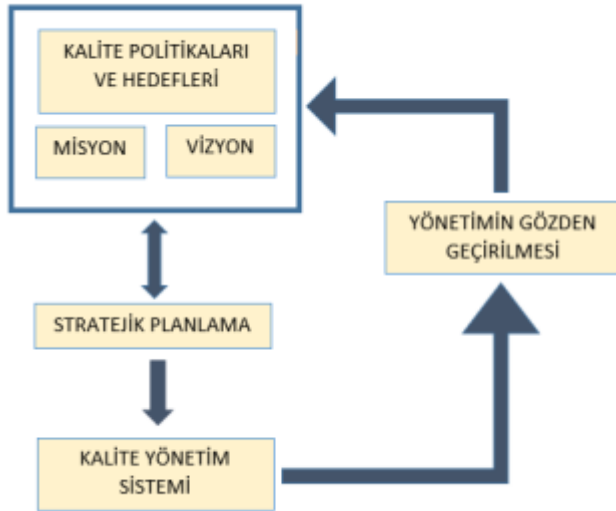 KALİTE POLİTİKALARI
VE HEDEFLERİ
MİSYON
VİZYON
YÖNETİMİN GÖZDEN
GEÇİRİLMESİ
STRATEJİK PLANLAMA
KALİTE YÖNETİM
SİSTEMİ